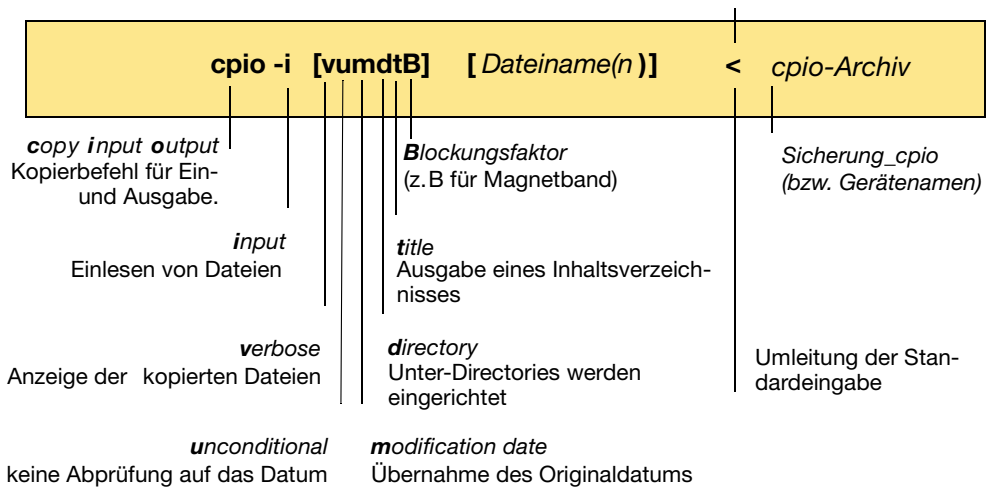 cpio -i [vumdtB] [ Dateiname(n )] < cpio-Archiv
copy input output
Kopierbefehl für Ein-
und Ausgabe.
Blockungsfaktor
(z.B für Magnetband)
Sicherung_cpio
(bzw. Gerätenamen)
input
Einlesen von Dateien
title
Ausgabe eines Inhaltsverzeich-
nisses
verbose
Anzeige der kopierten Dateien
directory
Unter-Directories werden
eingerichtet
Umleitung der Stan-
dardeingabe
unconditional
keine Abprüfung auf das Datum
modification date
Übernahme des Originaldatums